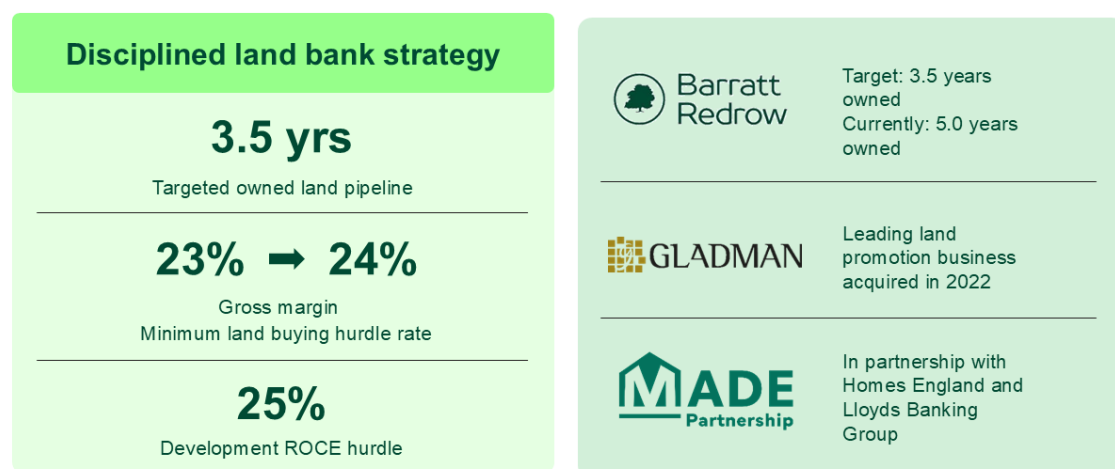 Disciplined land bank strategy
3.5 yrs
Targeted owned land pipeline
23% ➡ 24%
Gross margin
Minimum land buying hurdle rate
25%
Development ROCE hurdle
Barratt
Redrow
Target: 3.5 years
owned
Currently: 5.0 years
owned
GLADMAN
Leading land
promotion business
acquired in 2022
MADE
Partnership
In partnership with
Homes England and
Lloyds Banking
Group